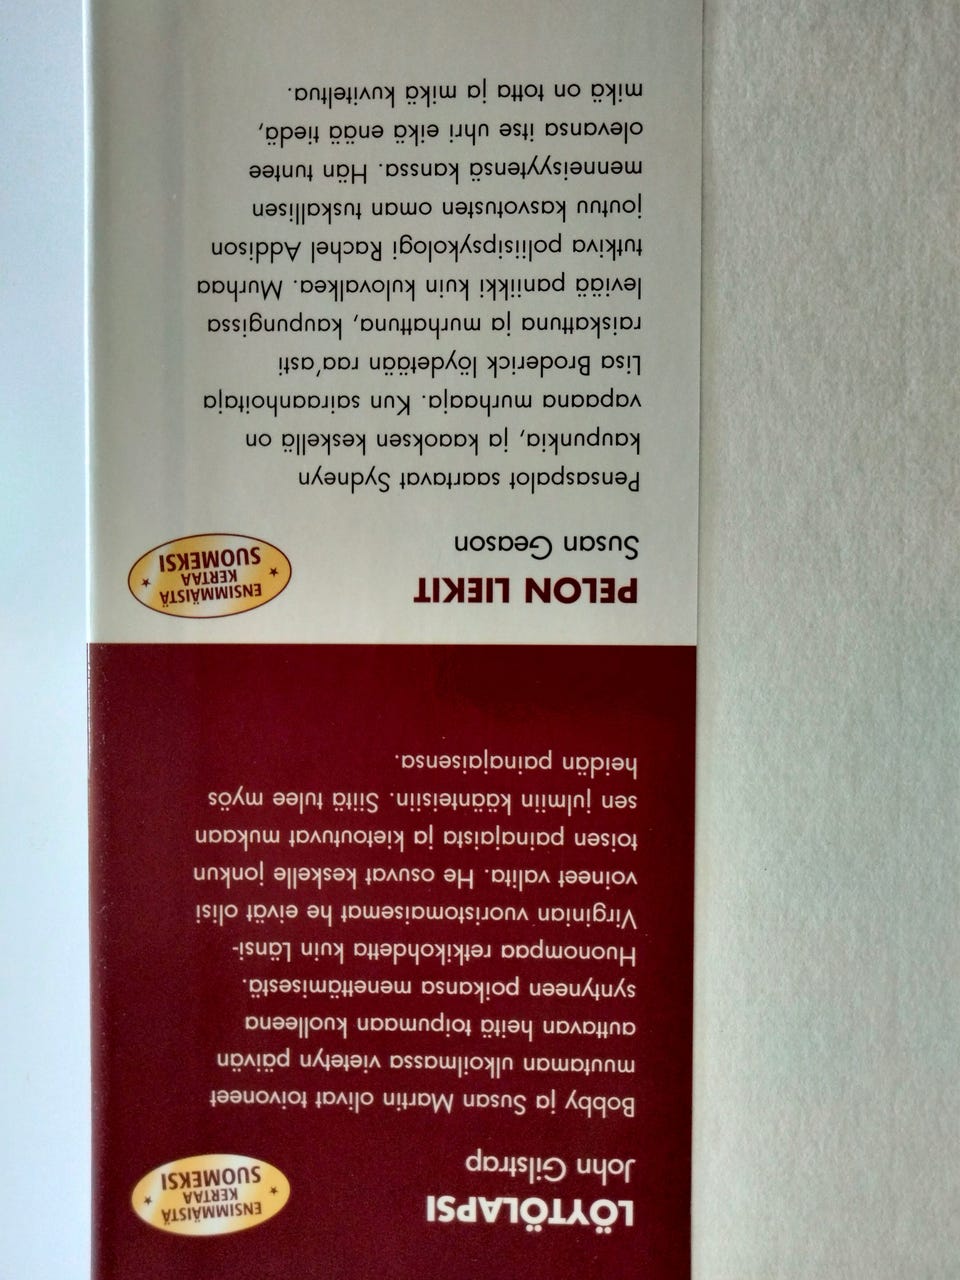 LÖYTÖLAPSI
John Gilstrap
ENSIMMÄISTÄ
KERTAA
SUOMEKSI
Bobby ja Susan Martin olivat toivoneet
muutaman ulkoilmassa vietetyn päivän
auttavan heitä toipumaan kuolleena
syntyneen poikansa menettämisestä.
Huonompaa retkikohdetta kuin Länsi-
Virginian vuoristomaisemat he eivät olisi
voineet valita. He osuvat keskelle jonkun
toisen painajaista ja kietoutuvat mukaan
sen julmiin käänteisiin. Siitä tulee myös
heidän painajaisensa.
PELON LIEKIT
Susan Geason
ENSIMMÄISTÄ
KERTAA
SUOMEKSI
Pensaspalot saartavat Sydneyn
kaupunkia, ja kaaoksen keskellä on
vapaana murhaaja. Kun sairaanhoitaja
Lisa Broderick löydetään raa'asti
raiskattuna ja murhattuna, kaupungissa
leviää paniikki kuin kulovalkea. Murhaa
tutkiva poliisipsykologi Rachel Addison
joutuu kasvotusten oman tuskallisen
menneisyytensä kanssa. Hän tuntee
olevansa itse uhri eikä enää tiedä,
mikä on totta ja mikä kuviteltua.